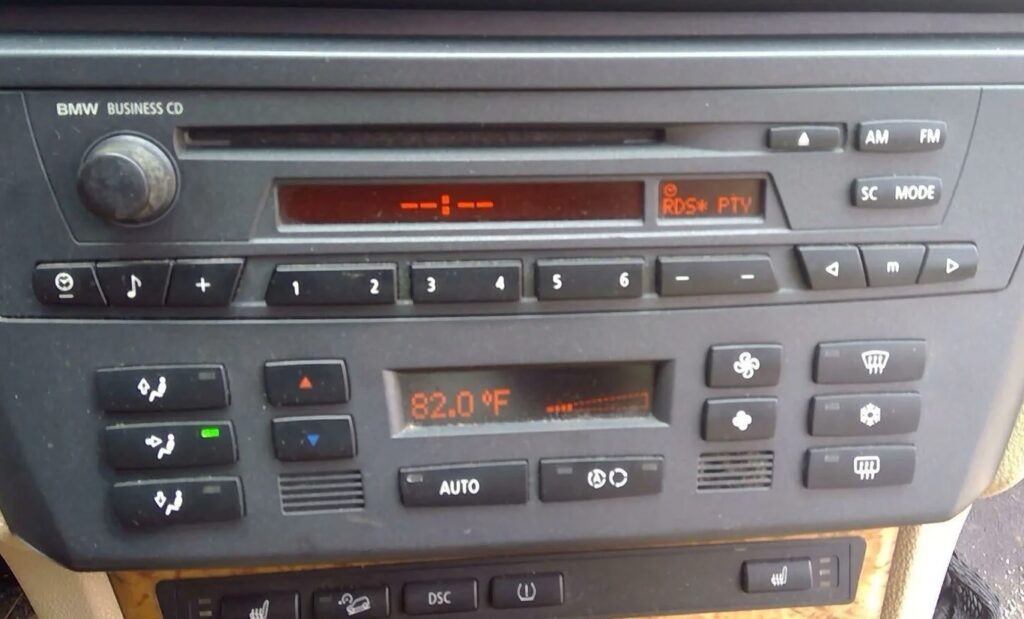 BMW BUSINESS CD
AM FM
--:--
RDS* PTY
SC MODE
+ 1 2 3 4 5 6 - - m
82.0 °F
AUTO
A
DSC